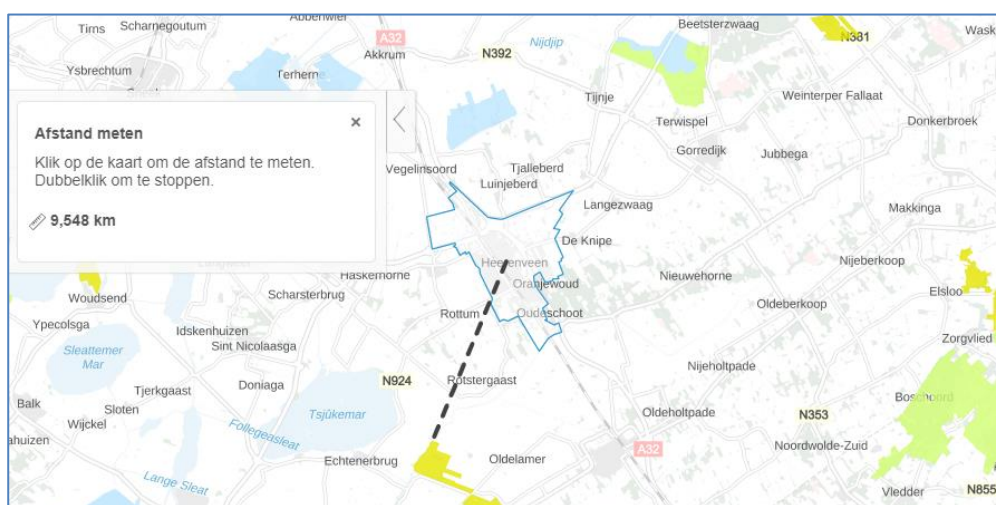 Tirns
Scharnegoutum
Abbenwier
A32
Akkrum
N392
Nijdjip
Beetsterzwaag
N381
Ysbrechtum
Terherne
Tijnje
Weinterper Fallaat
Terwispel
Donkerbroek
Afstand meten
Klik op de kaart om de afstand te meten.
Dubbelklik om te stoppen.
9,548 km
Vegelinsoord
Tjalleberd
Luinjeberd
Gorredijk
Jubbega
Langezwaag
Makkinga
De Knipe
Heerenveen
Haskerhorne
Oranjewoud
Nieuwehorne
Nijeberkoop
Woudsend
Scharsterbrug
Elsloo
Ypecolsga
Idskenhuizen
Rottum
Oudeschoot
Oldeberkoop
Sint Nicolaasga
Zorgvlied
Sleattemer
Mar
Nijeholtpade
Tjerkgaast
Doniaga
N924
Rotstergaast
Balk
Sloten
Tsjûkemar
Oldeholtpade
N353
Boschoord
Wijckel
Follegeasleat
ahuizen
Echtenerbrug
Oldelamer
A32
Noordwolde-Zuid
Lange Sleat
Vledder
N855